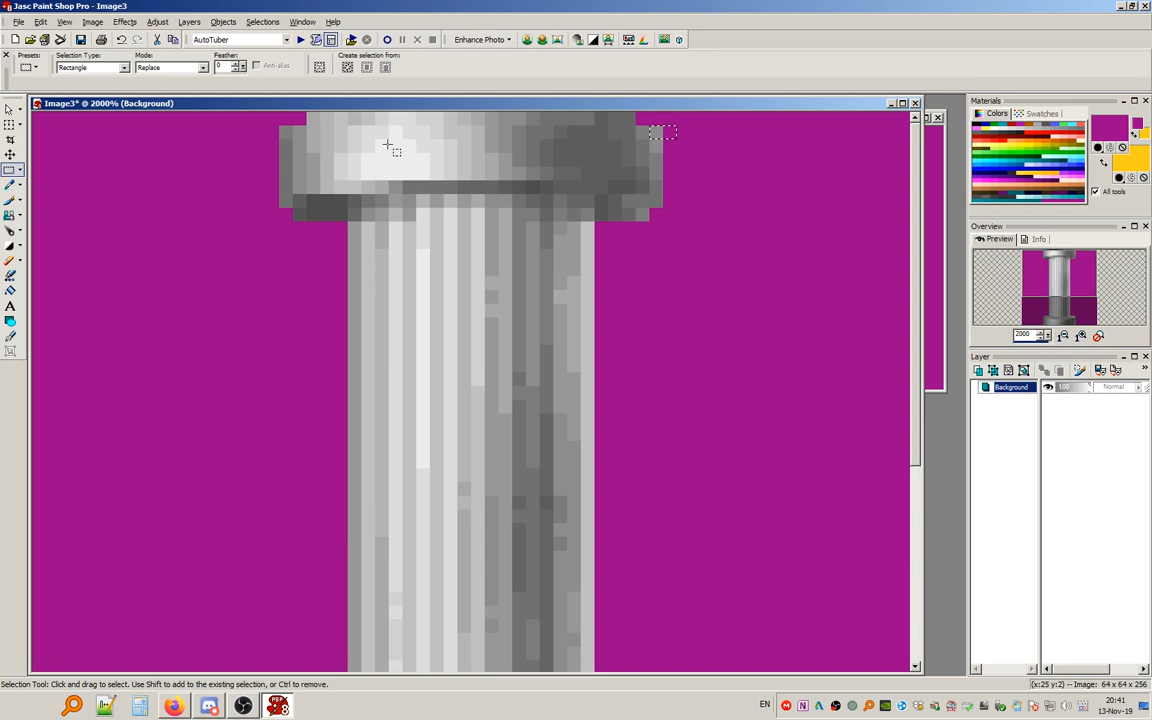 Jasc Paint Shop Pro - Image3
File Edit View Image Effects Adjust Layers Objects Selections Window Help
AutoTuber Enhance Photo
Presets: Selection Type: Mode: Feather: Create selection from:
Rectangle Replace 0 Anti-alias
Image3* @ 2000% (Background)
Materials
Colors Swatches
All tools
Overview
Preview Info
2000
Layer
Background 100 Normal
Selection Tool: Click and drag to select. Use Shift to add to the existing selection, or Ctrl to remove.
(x:25 y:2) -- Image: 64 x 64 x 256
EN
20:41
13-Nov-19